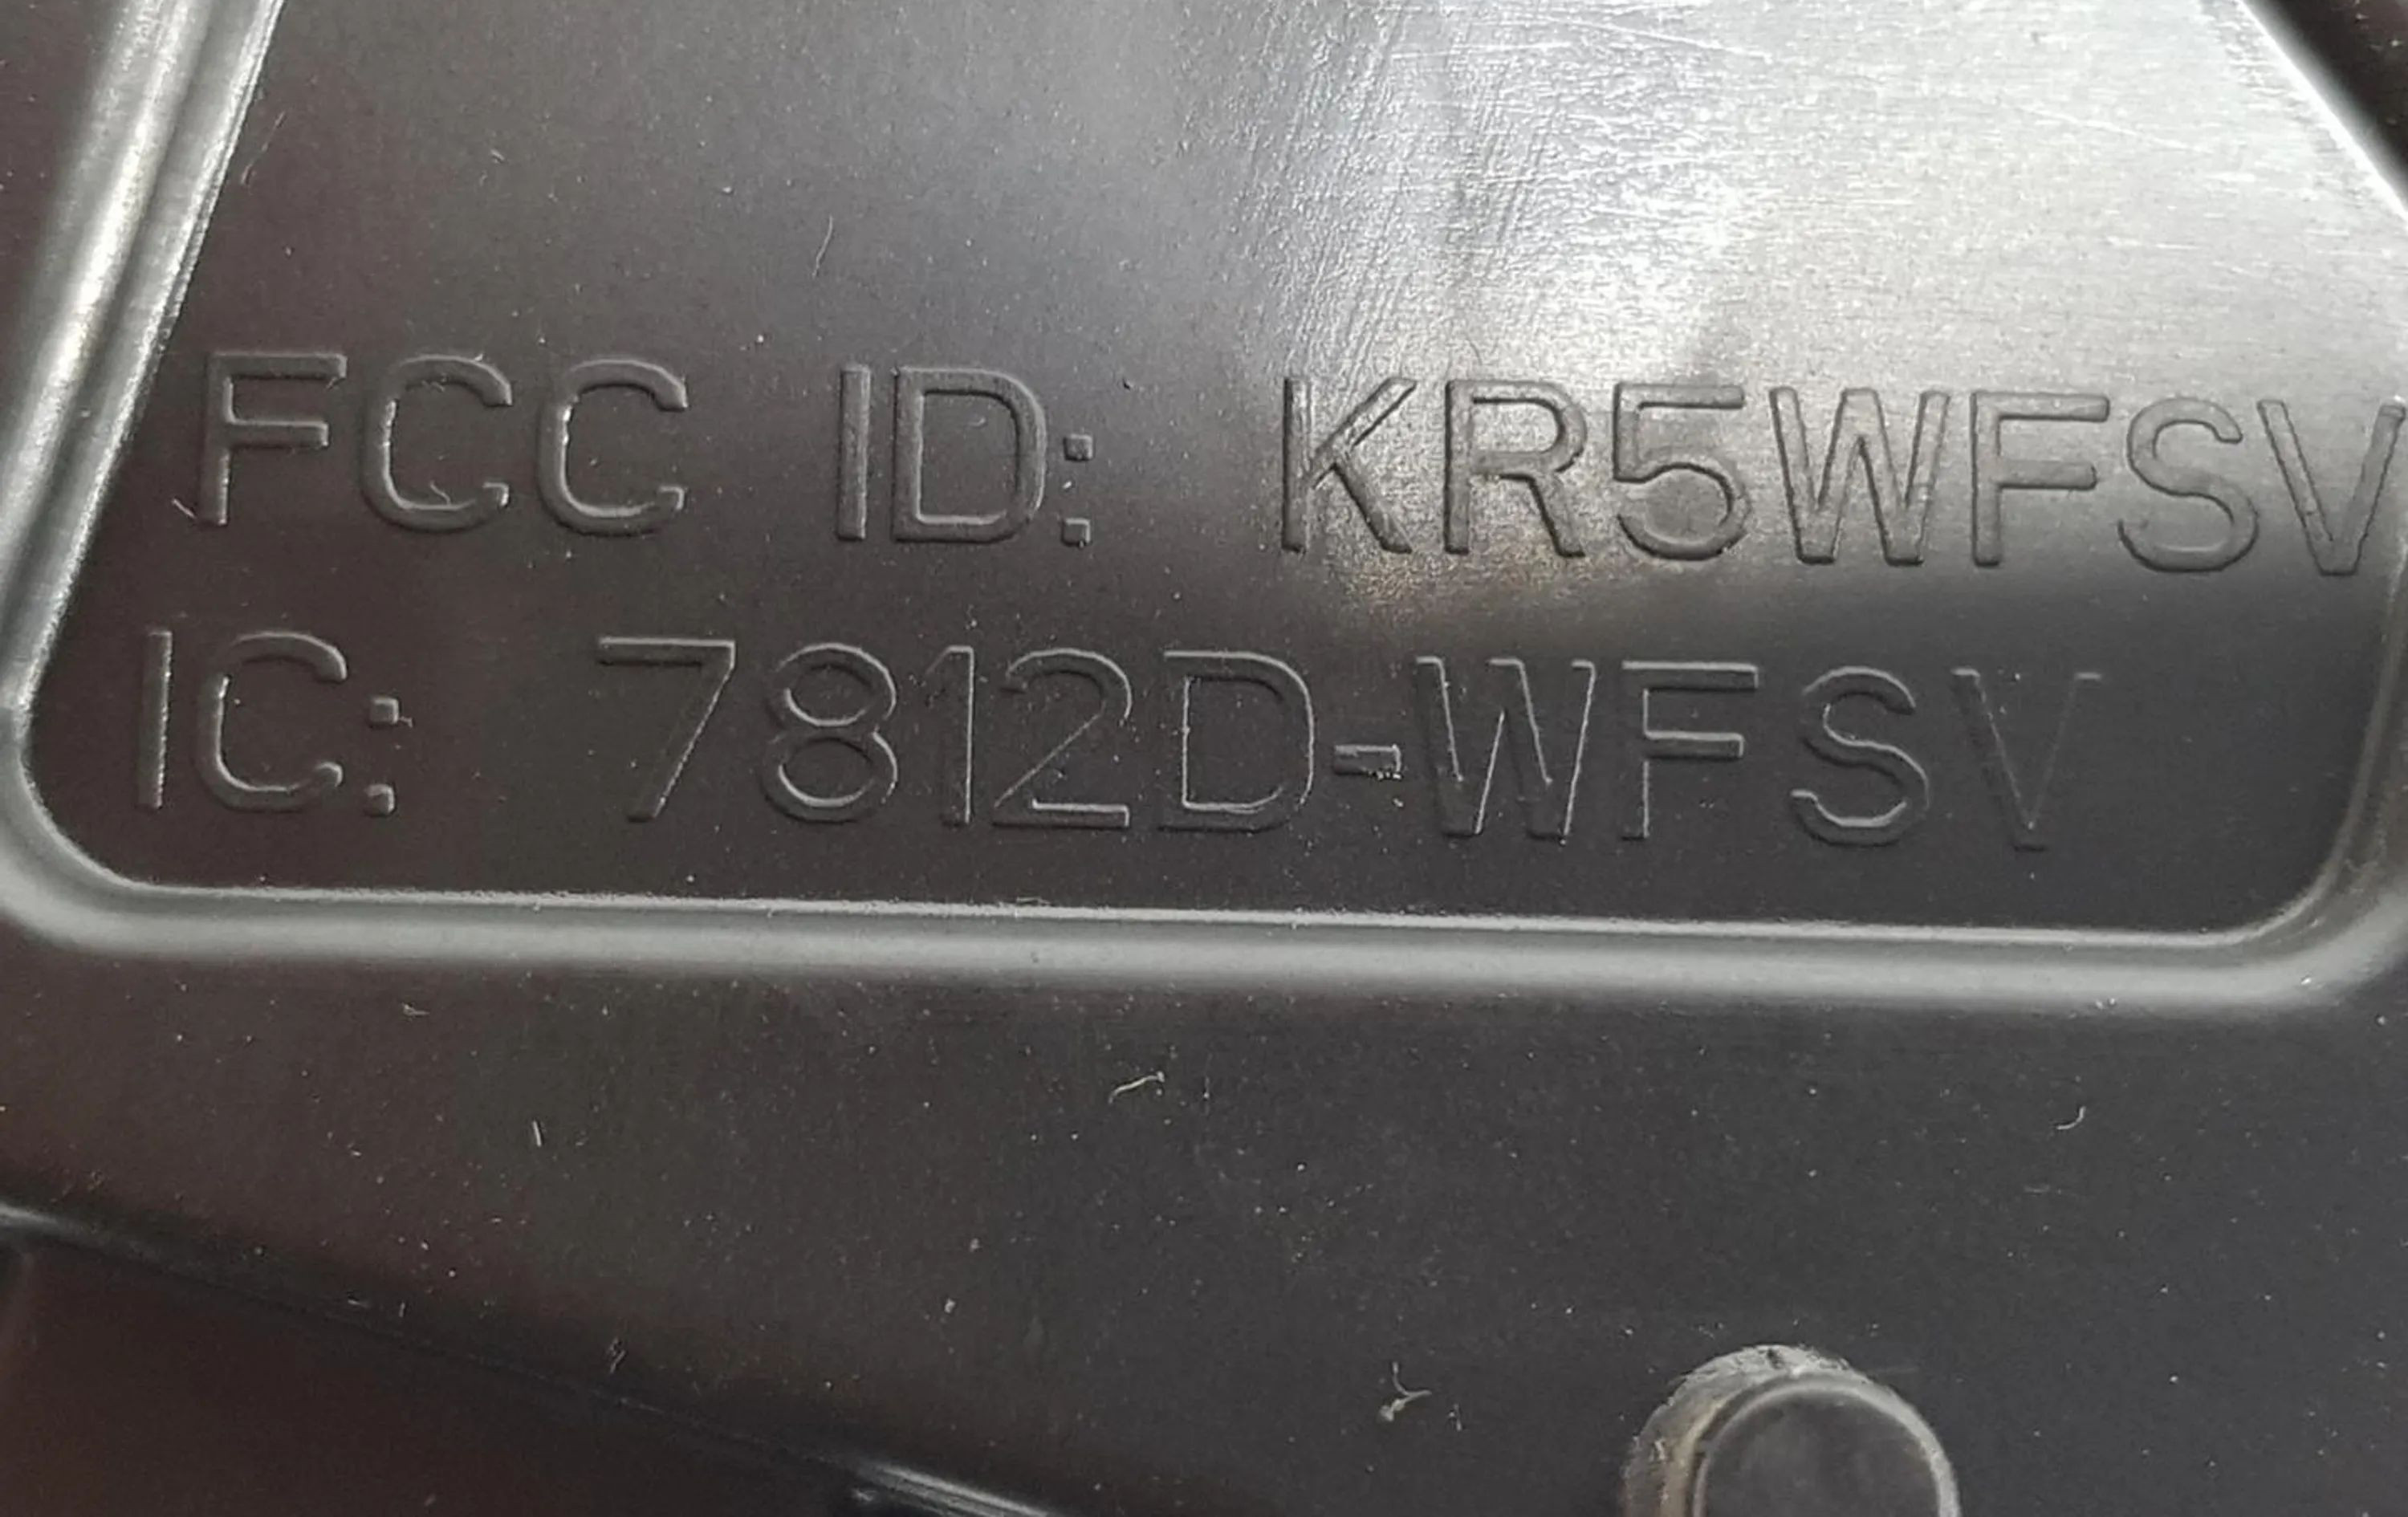 FCC ID: KR5WFSV
IC: 7812D-WFSV